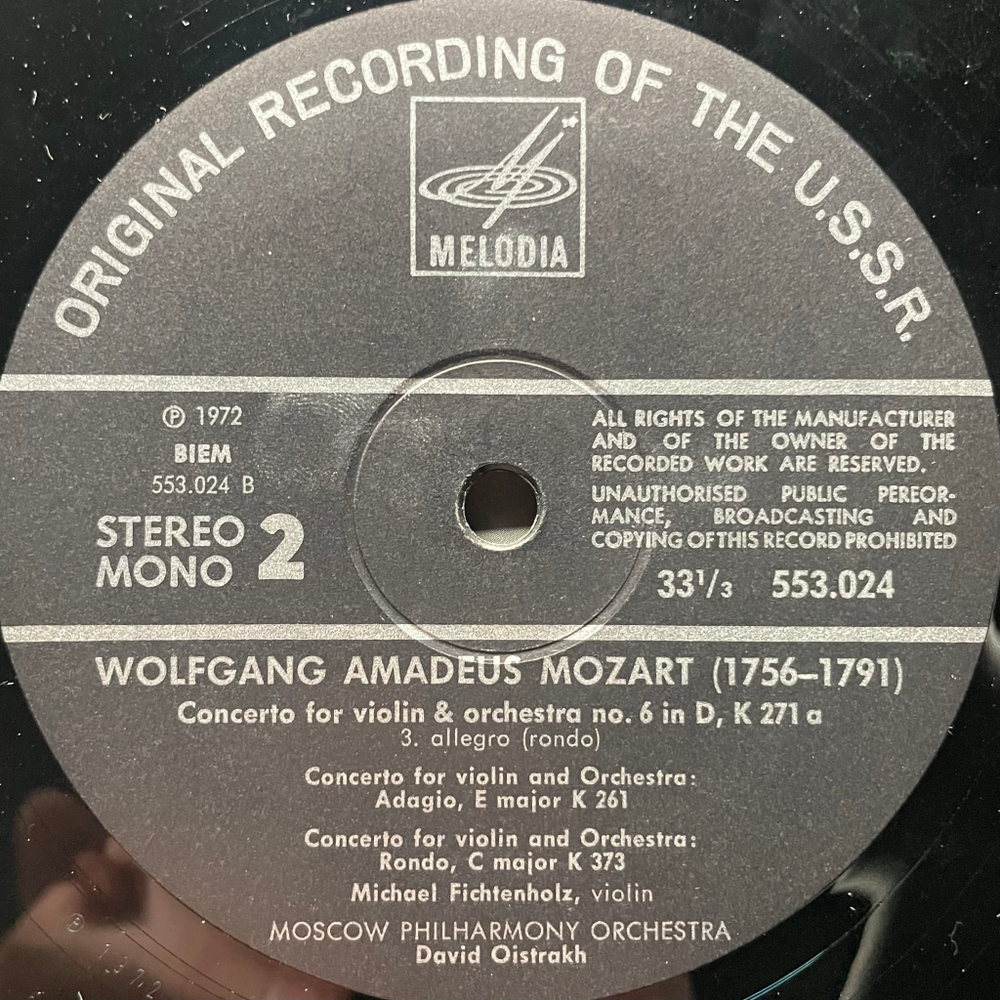 ORIGINAL RECORDING OF THE U.S.S.R.
MELODIA
℗ 1972
BIEM
553.024 B
STEREO 2
MONO
ALL RIGHTS OF THE MANUFACTURER
AND OF THE OWNER OF THE
RECORDED WORK ARE RESERVED.
UNAUTHORISED PUBLIC PEREOR-
MANCE, BROADCASTING AND
COPYING OF THIS RECORD PROHIBITED
33 1/3 553.024
WOLFGANG AMADEUS MOZART (1756–1791)
Concerto for violin & orchestra no. 6 in D, K 271 a
3. allegro (rondo)
Concerto for violin and Orchestra:
Adagio, E major K 261
Concerto for violin and Orchestra:
Rondo, C major K 373
Michael Fichtenholz, violin
MOSCOW PHILHARMONY ORCHESTRA
David Oistrakh